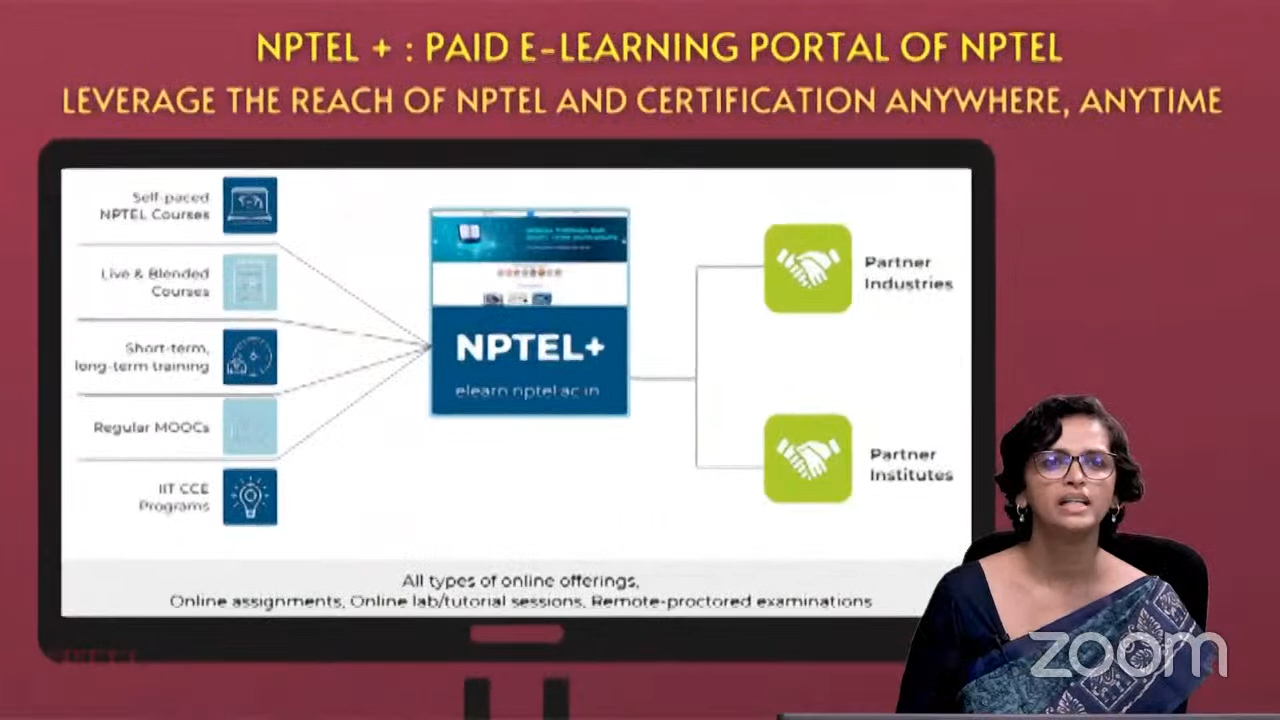 NPTEL + : PAID E-LEARNING PORTAL OF NPTEL
LEVERAGE THE REACH OF NPTEL AND CERTIFICATION ANYWHERE, ANYTIME
Self-paced
NPTEL Courses
Live & Blended
Courses
Short-term,
long-term training
Regular MOOCs
IIT CCE
Programs
NPTEL+
elearn.nptel.ac.in
Partner
Industries
Partner
Institutes
All types of online offerings,
Online assignments, Online lab/tutorial sessions, Remote-proctored examinations
zoom